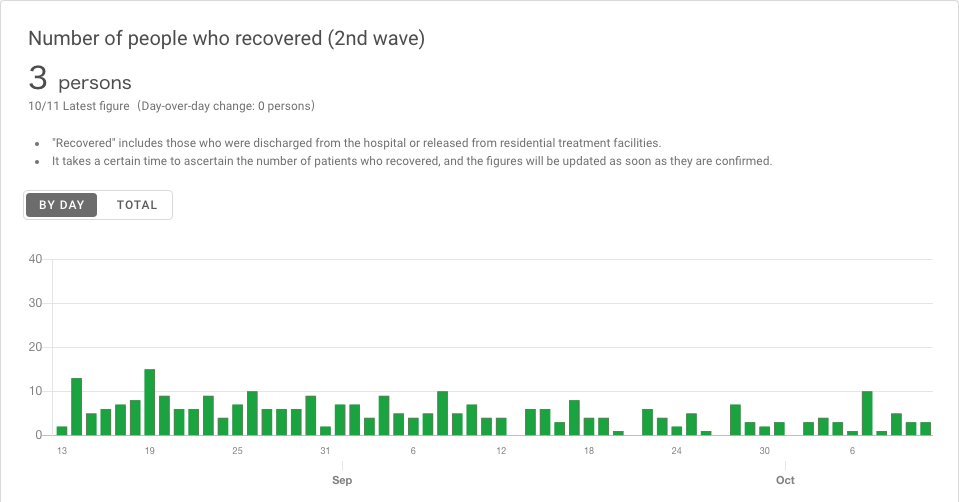 Number of people who recovered (2nd wave)
3 persons
10/11 Latest figure (Day-over-day change: 0 persons)
• "Recovered" includes those who were discharged from the hospital or released from residential treatment facilities.
• It takes a certain time to ascertain the number of patients who recovered, and the figures will be updated as soon as they are confirmed.
BY DAY TOTAL
40
30
20
10
0
13 19 25 31 6 12 18 24 30 6
Sep Oct